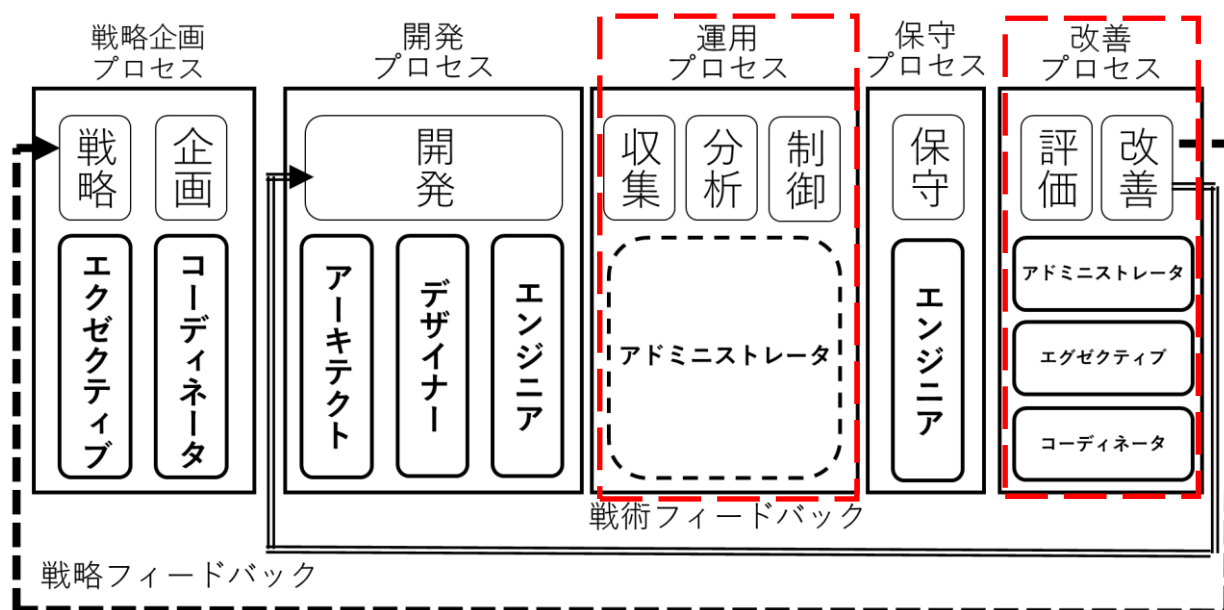 戦略企画
プロセス
開発
プロセス
運用
プロセス
保守
プロセス
改善
プロセス
戦略
企画
開発
収集
分析
制御
保守
評価
改善
エクゼクティブ
コーディネータ
アーキテクト
デザイナー
エンジニア
アドミニストレータ
エンジニア
アドミニストレータ
エグゼクティブ
コーディネータ
戦術フィードバック
戦略フィードバック